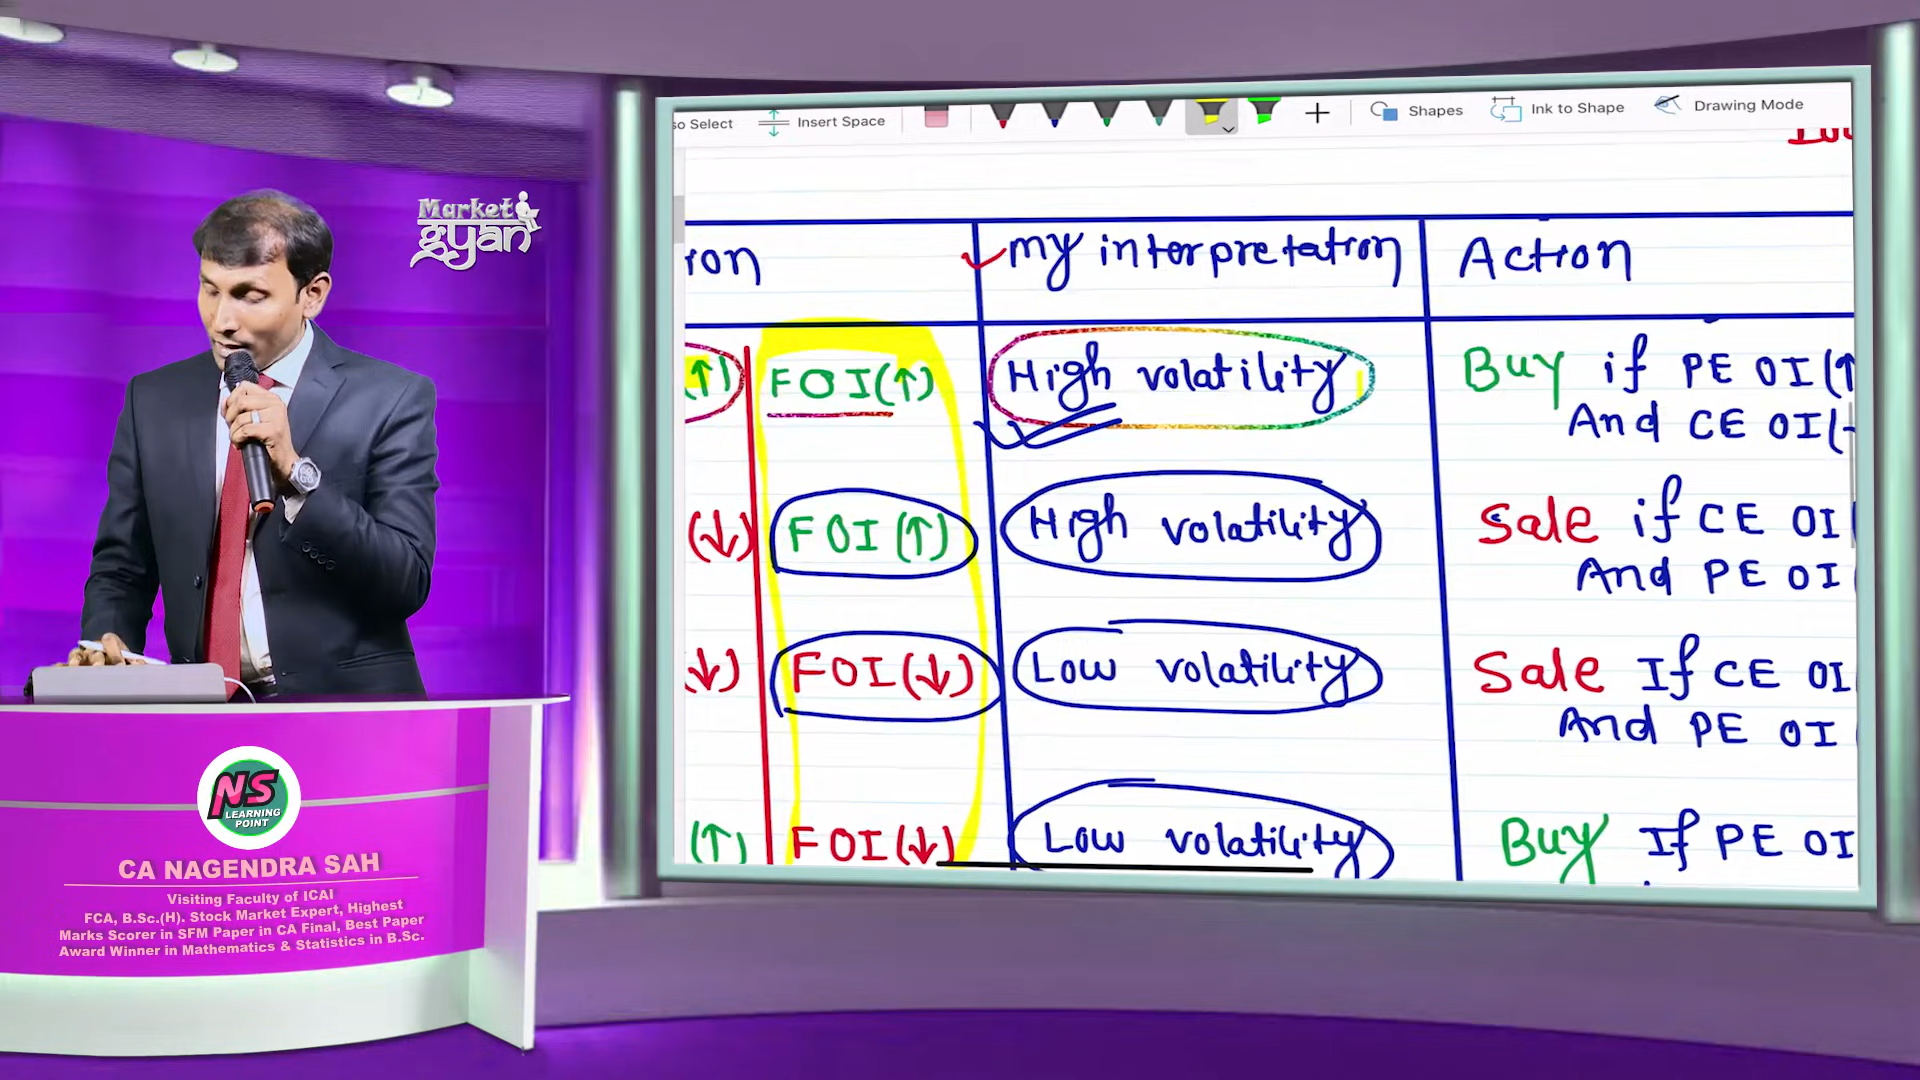 so Select Insert Space Shapes Ink to Shape Drawing Mode
Market
gyan
ron my interpretation Action
(↑) FOI(↑) High volatility Buy if PE OI(↑
And CE OI(
(↓) FOI(↑) High volatility Sale if CE OI
And PE OI
(↓) FOI(↓) Low volatility Sale If CE OI
And PE OI
(↑) FOI(↓) Low volatility Buy If PE OI
NS
LEARNING
POINT
CA NAGENDRA SAH
Visiting Faculty of ICAI
FCA, B.Sc.(H). Stock Market Expert, Highest
Marks Scorer in SFM Paper in CA Final, Best Paper
Award Winner in Mathematics & Statistics in B.Sc.